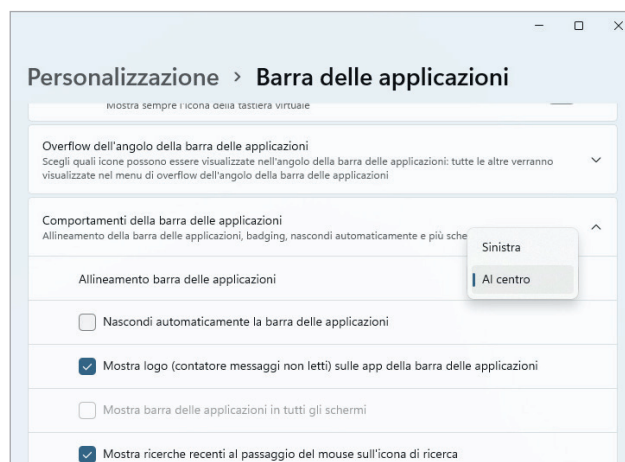 Personalizzazione > Barra delle applicazioni
Mostra sempre l'icona della tastiera virtuale
Overflow dell'angolo della barra delle applicazioni
Scegli quali icone possono essere visualizzate nell'angolo della barra delle applicazioni: tutte le altre verranno
visualizzate nel menu di overflow dell'angolo della barra delle applicazioni
Comportamenti della barra delle applicazioni
Allineamento della barra delle applicazioni, badging, nascondi automaticamente e più sche
Sinistra
Allineamento barra delle applicazioni
Al centro
Nascondi automaticamente la barra delle applicazioni
Mostra logo (contatore messaggi non letti) sulle app della barra delle applicazioni
Mostra barra delle applicazioni in tutti gli schermi
Mostra ricerche recenti al passaggio del mouse sull'icona di ricerca